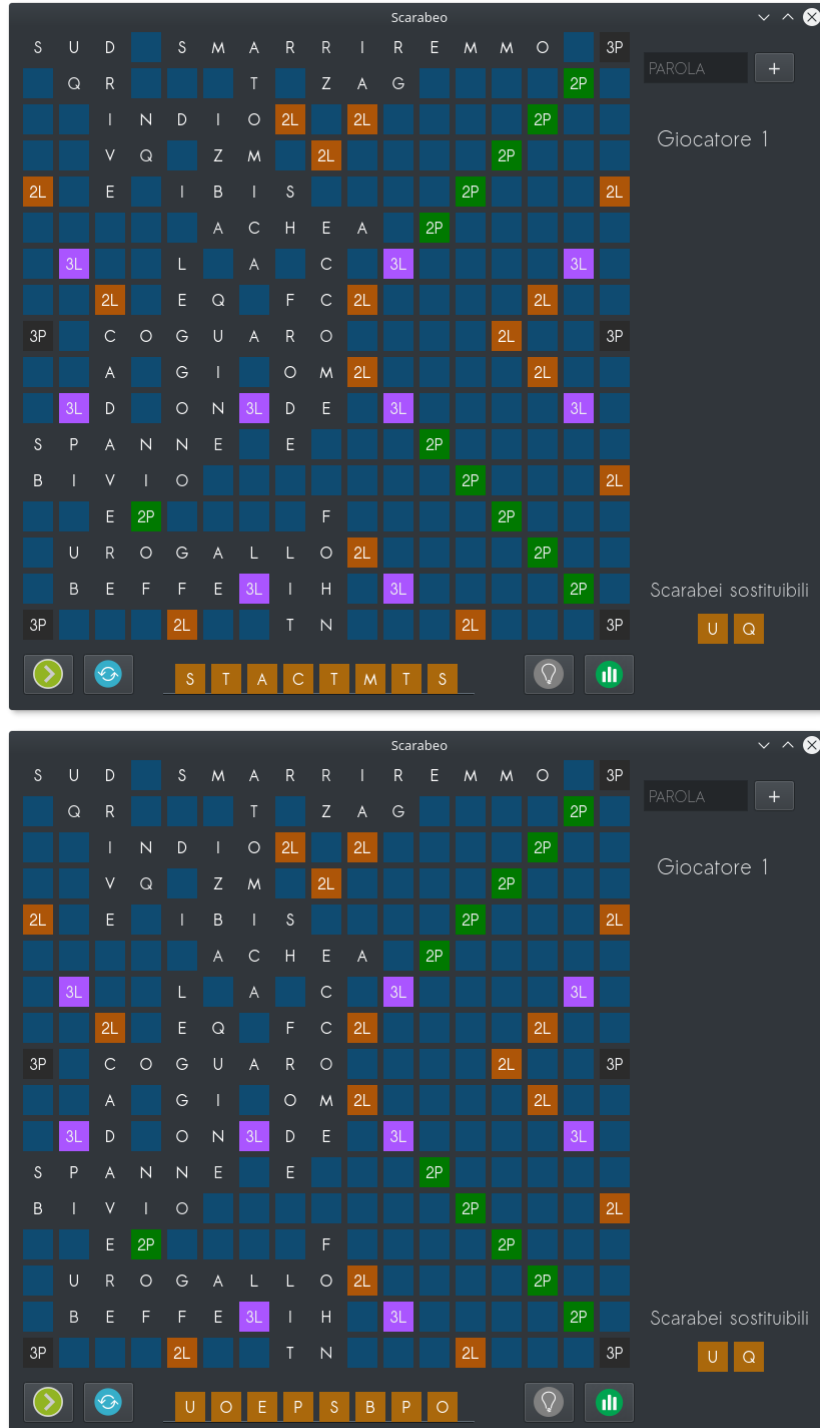 Scarabeo
S U D S M A R R I R E M M O 3P
Q R T Z A G 2P
PAROLA +
I N D I O 2L 2L 2P
Giocatore 1
V Q Z M 2L 2P
2L E I B I S 2P 2L
A C H E A 2P
3L L A C 3L 3L
2L E Q F C 2L 2L
3P C O G U A R O 2L 3P
A G I O M 2L 2L
3L D O N 3L D E 3L 3L
S P A N N E E 2P
B I V I O 2P 2L
E 2P F 2P
U R O G A L L O 2L 2P
B E F F E 3L I H 3L 2P
Scarabei sostituibili
3P 2L T N 2L 3P
U Q
S T A C T M T S
Scarabeo
S U D S M A R R I R E M M O 3P
Q R T Z A G 2P
PAROLA +
I N D I O 2L 2L 2P
Giocatore 1
V Q Z M 2L 2P
2L E I B I S 2P 2L
A C H E A 2P
3L L A C 3L 3L
2L E Q F C 2L 2L
3P C O G U A R O 2L 3P
A G I O M 2L 2L
3L D O N 3L D E 3L 3L
S P A N N E E 2P
B I V I O 2P 2L
E 2P F 2P
U R O G A L L O 2L 2P
B E F F E 3L I H 3L 2P
Scarabei sostituibili
3P 2L T N 2L 3P
U Q
U O E P S B P O